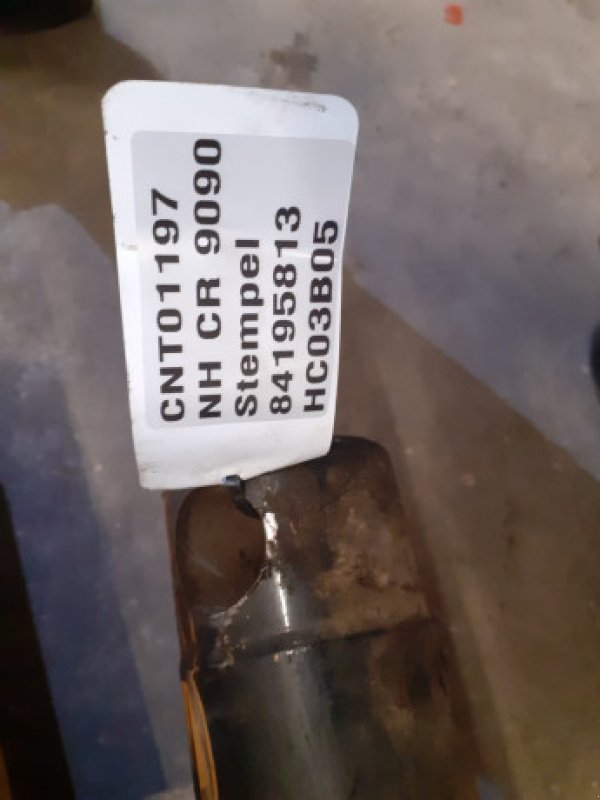 CNT01197
NH CR 9090
Stempel
84195813
HC03B05